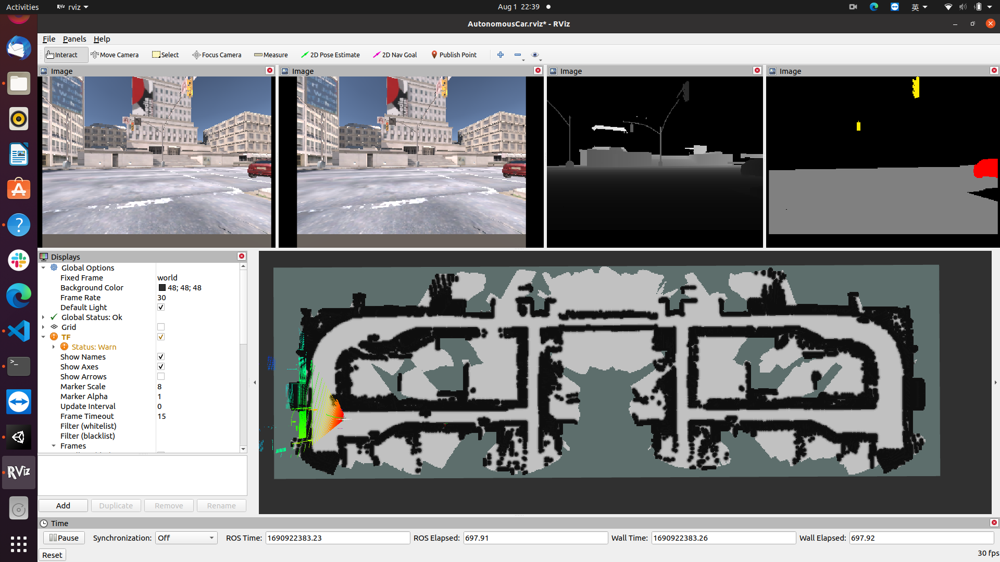 Activities rviz Aug 1 22:39 英
AutonomousCar.rviz* - RViz
File Panels Help
Interact Move Camera Select Focus Camera Measure 2D Pose Estimate 2D Nav Goal Publish Point
Image Image Image Image
Displays
Global Options
Fixed Frame world
Background Color 48; 48; 48
Frame Rate 30
Default Light
Global Status: Ok
Grid
TF
Status: Warn
Show Names
Show Axes
Show Arrows
Marker Scale 8
Marker Alpha 1
Update Interval 0
Frame Timeout 15
Filter (whitelist)
Filter (blacklist)
Frames
RViz
Add Duplicate Remove Rename
Time
Pause Synchronization: Off ROS Time: 1690922383.23 ROS Elapsed: 697.91 Wall Time: 1690922383.26 Wall Elapsed: 697.92
Reset 30 fps